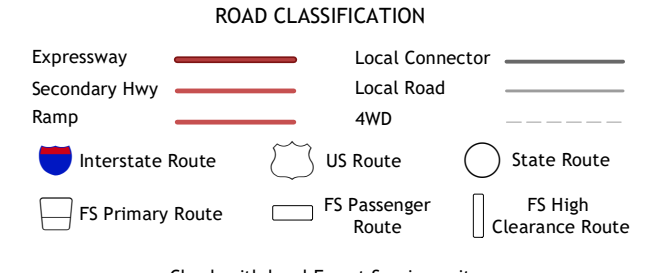 ROAD CLASSIFICATION
Expressway
Local Connector
Secondary Hwy
Local Road
Ramp
4WD
Interstate Route
US Route
State Route
FS Primary Route
FS Passenger
Route
FS High
Clearance Route